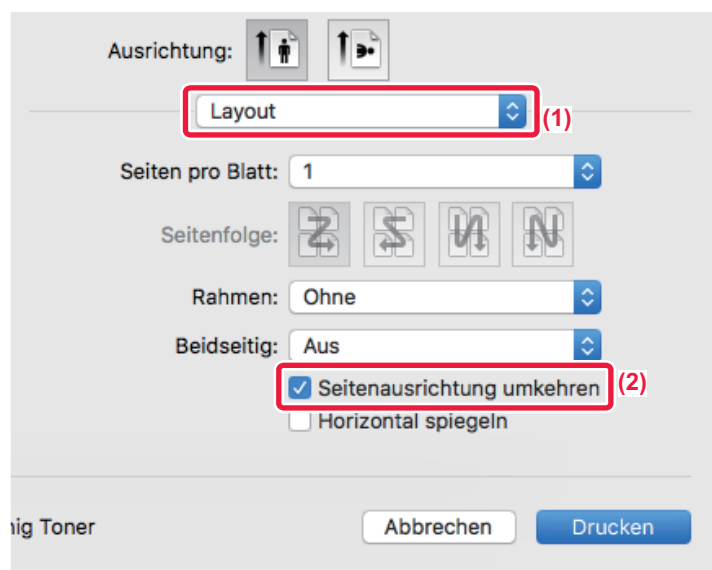 Ausrichtung:
Layout
(1)
Seiten pro Blatt: 1
Seitenfolge:
Rahmen: Ohne
Beidseitig: Aus
Seitenausrichtung umkehren
(2)
Horizontal spiegeln
nig Toner Abbrechen Drucken